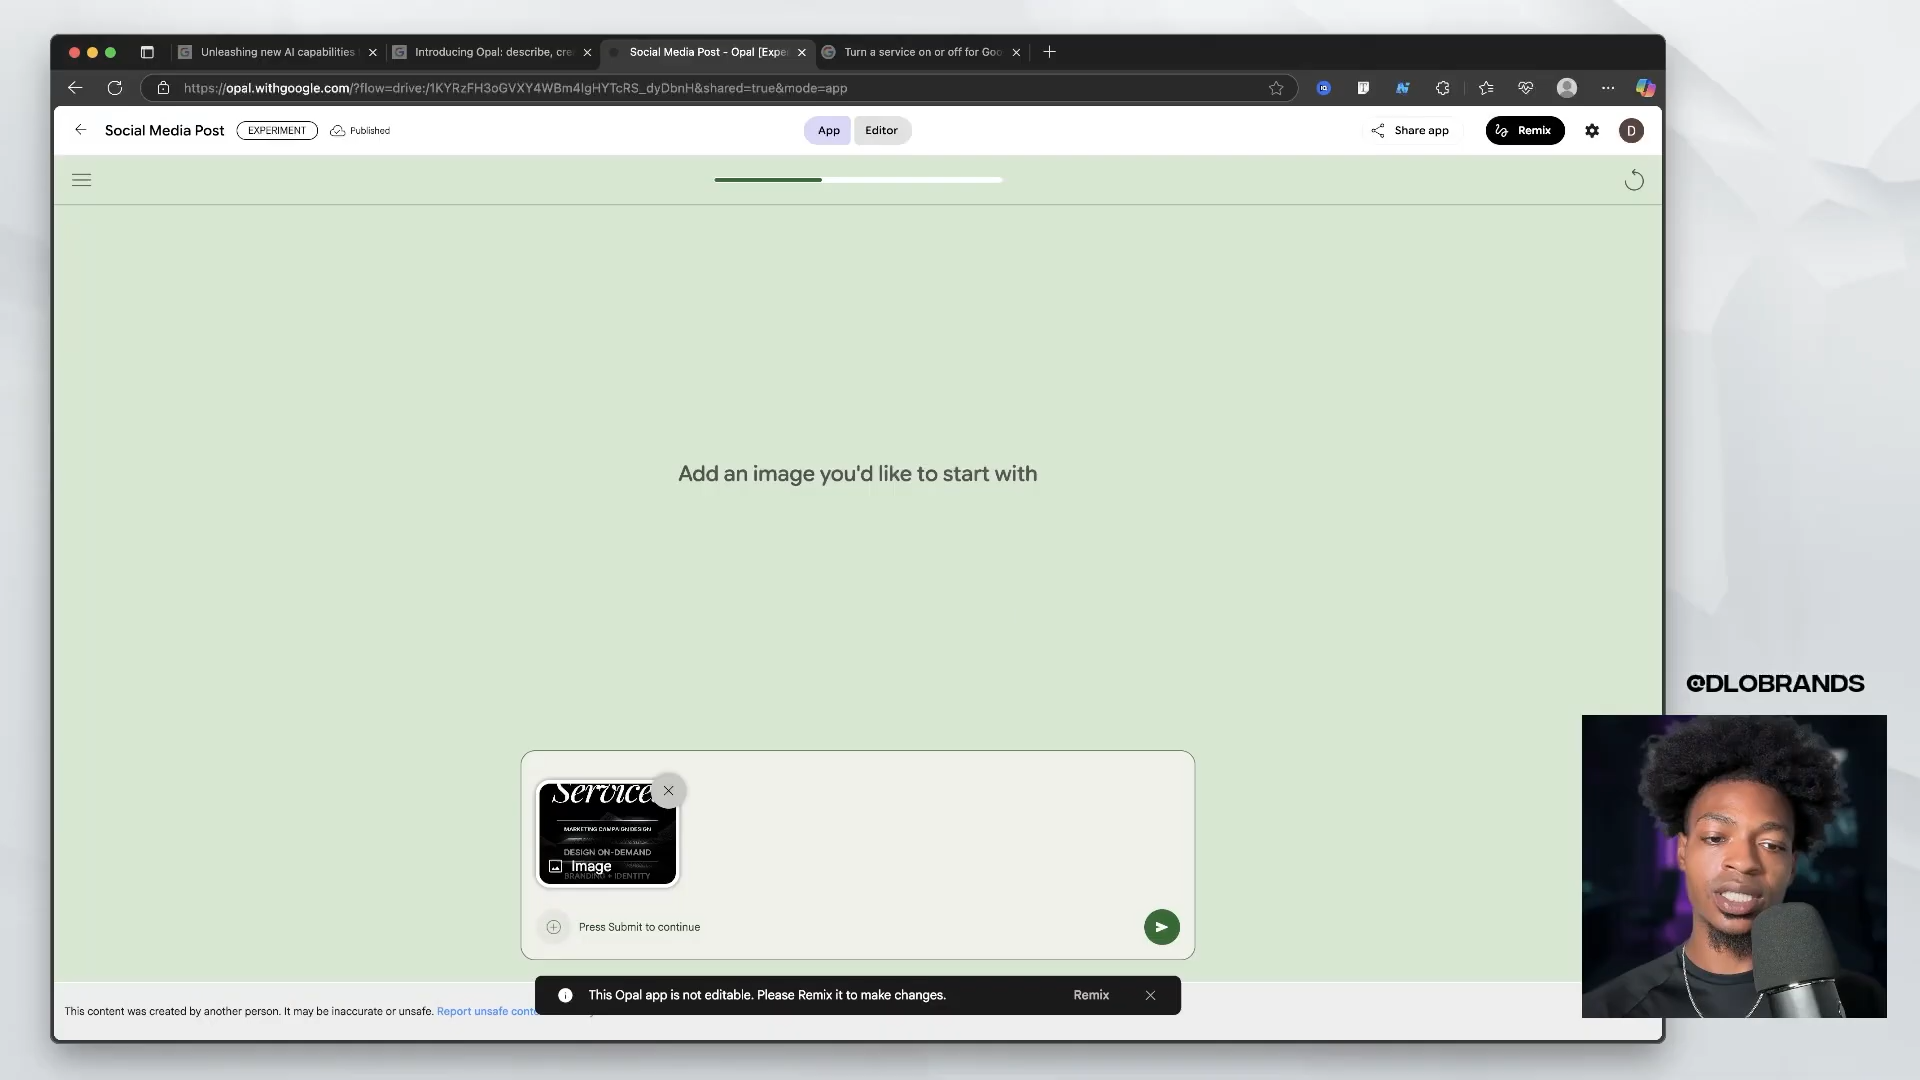 Unleashing new AI capabilities
Introducing Opal: describe, cre
Social Media Post - Opal [Expe
Turn a service on or off for Goo
https://opal.withgoogle.com/?flow=drive:/1KYRzFH3oGVXY4WBm4lgHYTcRS_dyDbnH&shared=true&mode=app
Social Media Post
EXPERIMENT
Published
App
Editor
Share app
Remix
D
Add an image you'd like to start with
@DLOBRANDS
Service
MARKETING CAMPAIGN DESIGN
DESIGN ON-DEMAND
Image
BRANDING + IDENTITY
Press Submit to continue
This Opal app is not editable. Please Remix it to make changes.
Remix
This content was created by another person. It may be inaccurate or unsafe. Report unsafe conte